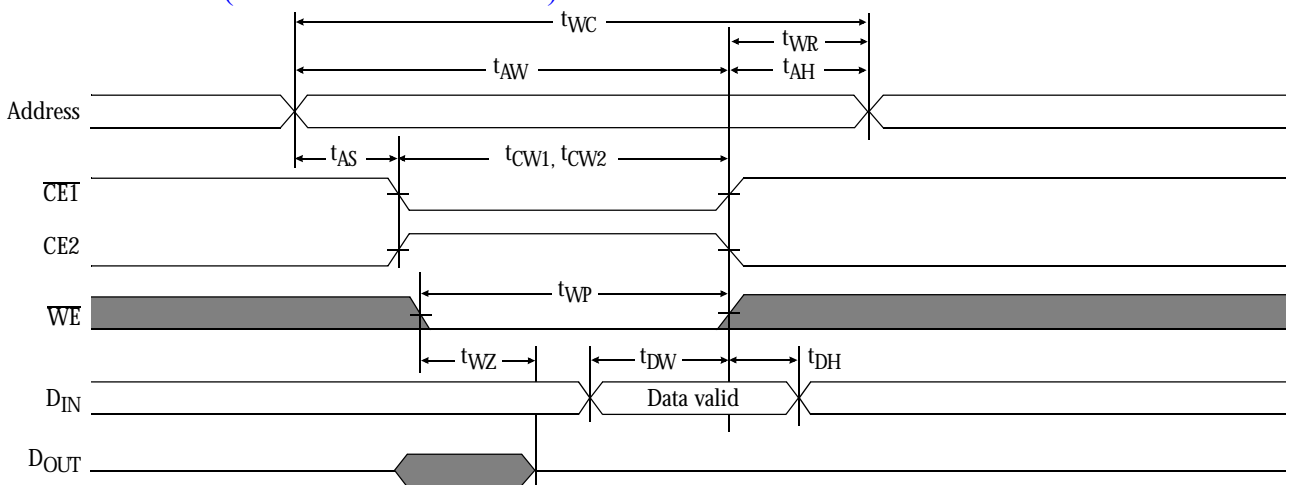 tWC
tWR
tAW
tAH
Address
tAS
tCW1, tCW2
CE1
CE2
tWP
WE
tWZ
tDW
tDH
DIN
Data valid
DOUT